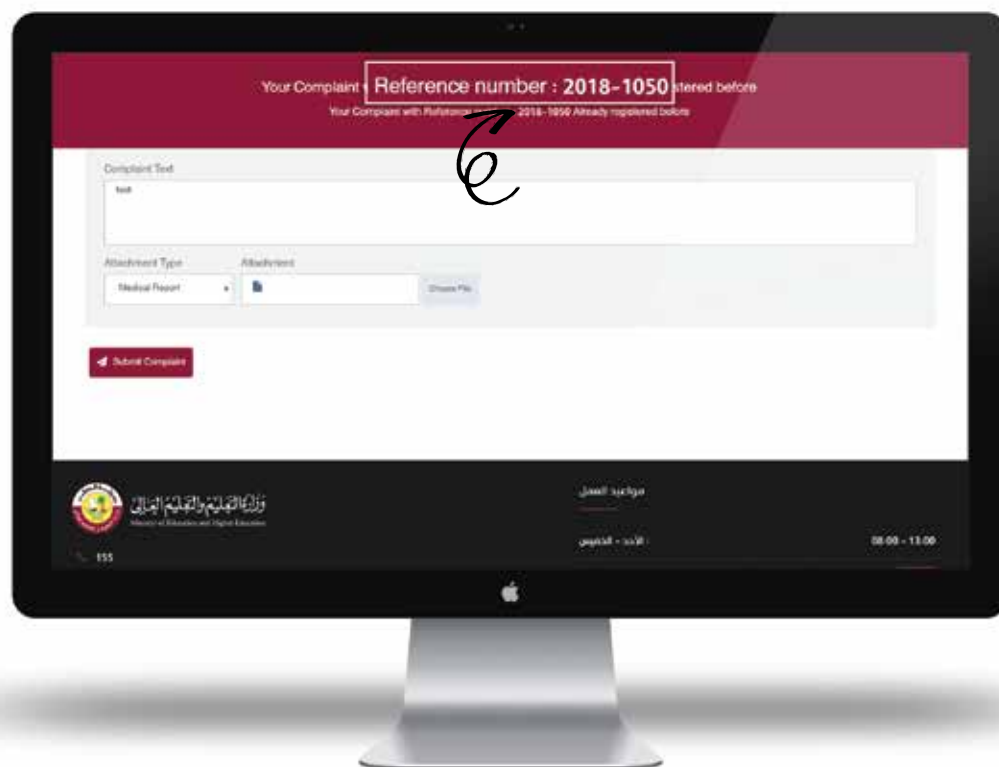 Your Complaint Reference number : 2018-1050 stered before
Your Complaint with Reference 2018-1050 Already registered before
Complaint Text
test
Attachment Type Attachment
Medical Report Choose File
Submit Complaint
وزارة التعليم والتعليم العالي
Ministry of Education and Higher Education
155
مواعيد العمل
الأحد - الخميس :
08:00 - 13:00